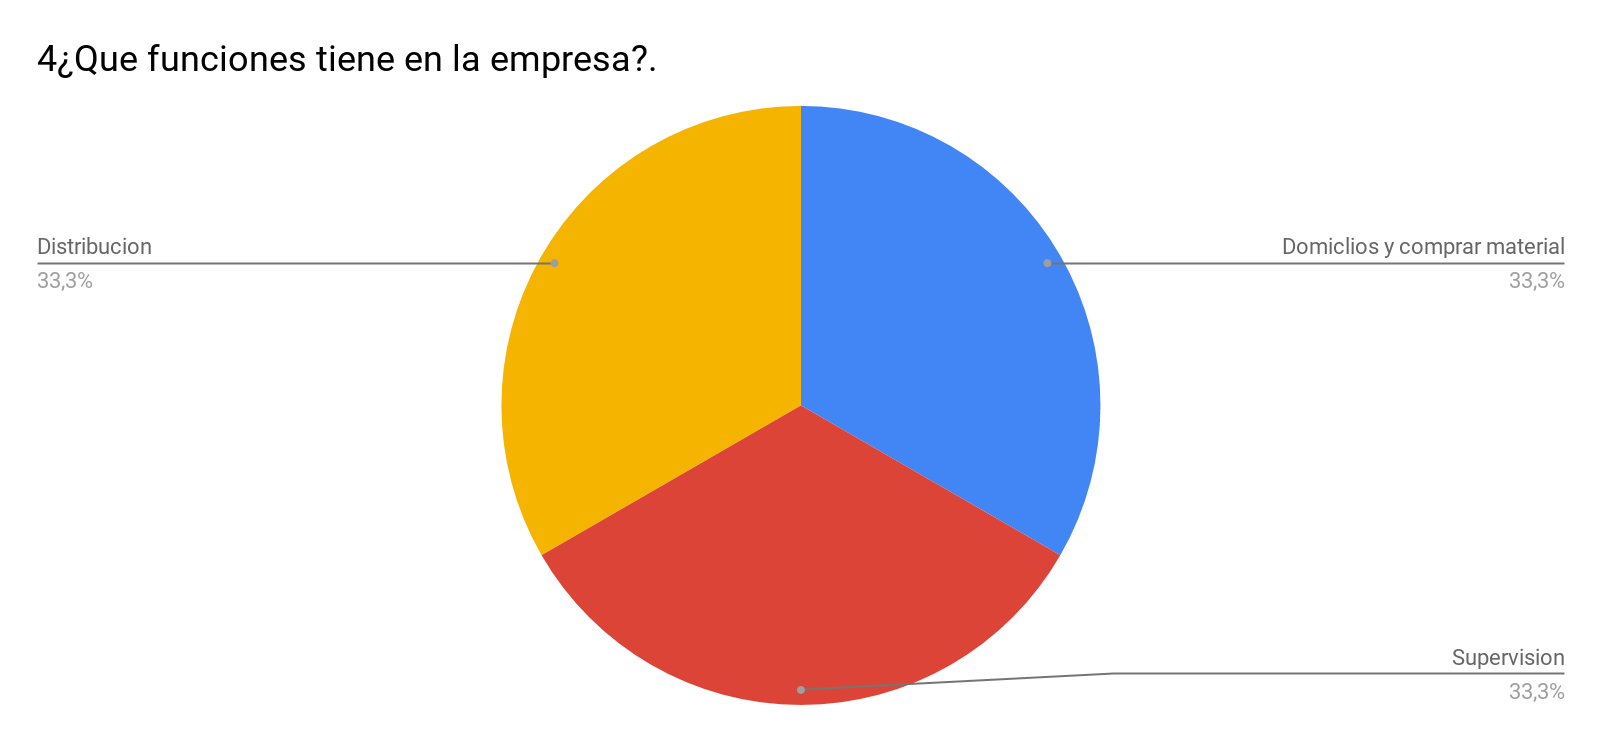 4¿Que funciones tiene en la empresa?.
Distribucion
33,3%
Domiclios y comprar material
33,3%
Supervision
33,3%